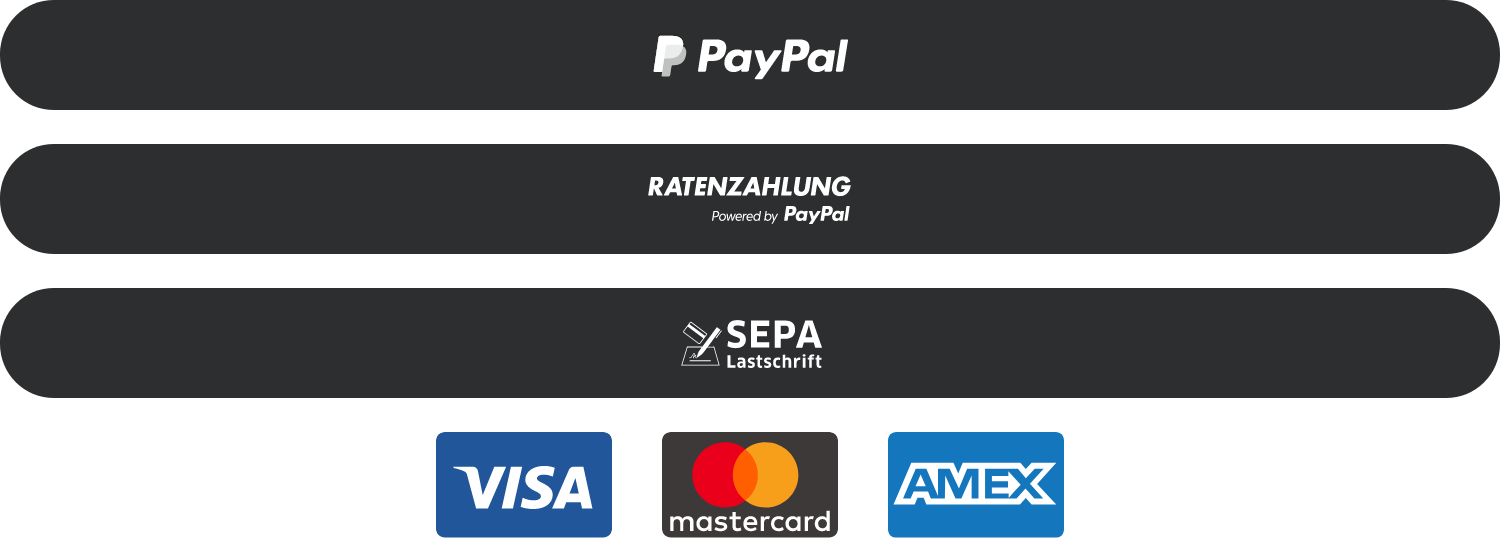 PayPal
RATENZAHLUNG
Powered by PayPal
SEPA
Lastschrift
VISA
mastercard
AMEX